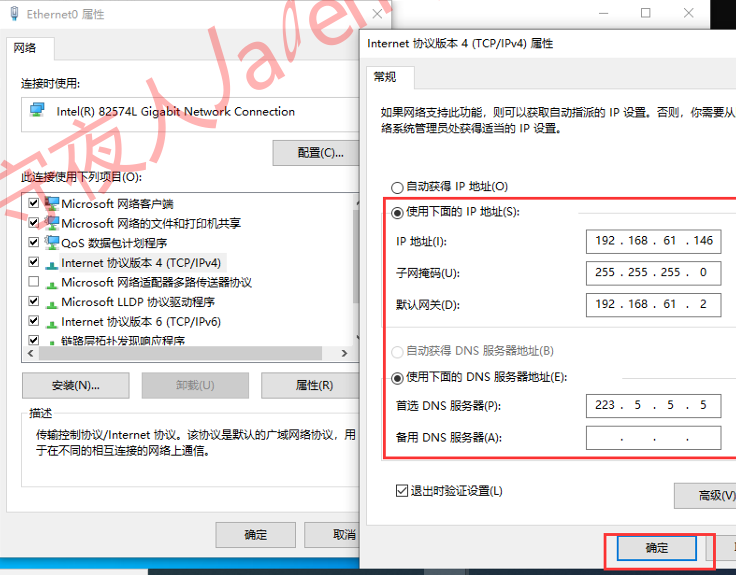 Ethernet0 属性
网络
连接时使用:
Intel(R) 82574L Gigabit Network Connection
配置(C)...
此连接使用下列项目(O):
Microsoft 网络客户端
Microsoft 网络的文件和打印机共享
QoS 数据包计划程序
Internet 协议版本 4 (TCP/IPv4)
Microsoft 网络适配器多路传送器协议
Microsoft LLDP 协议驱动程序
Internet 协议版本 6 (TCP/IPv6)
链路层拓扑发现响应程序
安装(N)...
卸载(U)
属性(R)
描述
传输控制协议/Internet 协议。该协议是默认的广域网络协议，用
于在不同的相互连接的网络上通信。
确定
取消
守夜人Jalen
Internet 协议版本 4 (TCP/IPv4) 属性
常规
如果网络支持此功能，则可以获取自动指派的 IP 设置。否则，你需要从
络系统管理员处获得适当的 IP 设置。
自动获得 IP 地址(O)
使用下面的 IP 地址(S):
IP 地址(I):
192 . 168 . 61 . 146
子网掩码(U):
255 . 255 . 255 . 0
默认网关(D):
192 . 168 . 61 . 2
自动获得 DNS 服务器地址(B)
使用下面的 DNS 服务器地址(E):
首选 DNS 服务器(P):
223 . 5 . 5 . 5
备用 DNS 服务器(A):
. . .
退出时验证设置(L)
高级(V)
确定